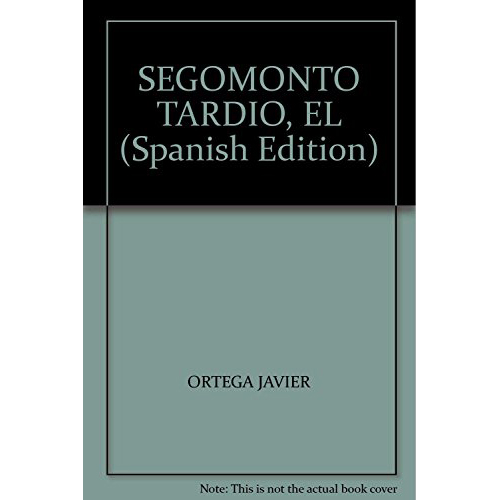 SEGOMONTO
TARDIO, EL
(Spanish Edition)
ORTEGA JAVIER
Note: This is not the actual book cover